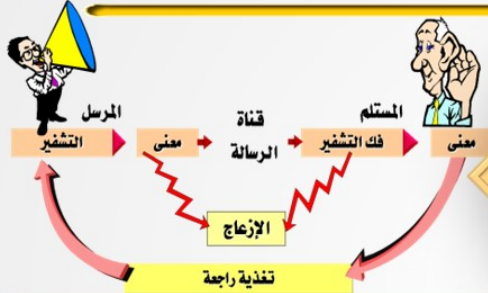 المرسل
قناة
الرسالة
المستلم
التشفير
معنى
فك التشفير
معنى
الإزعاج
تغذية راجعة